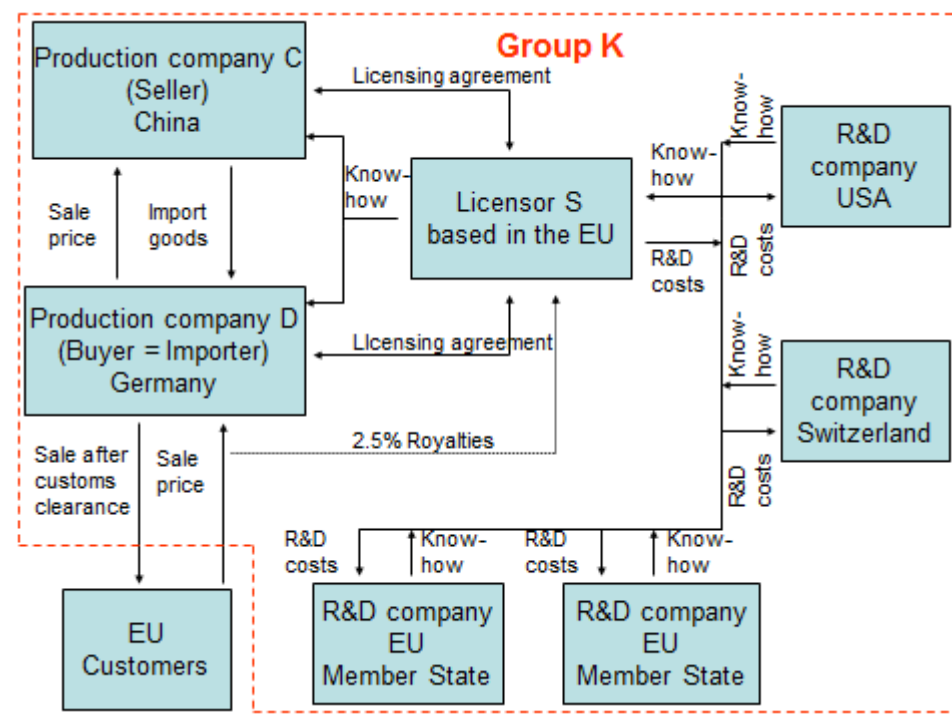 Group K
Production company C
(Seller)
China
Licensing agreement
Know-
how
R&D
company
USA
Know-
how
Know-
how
Licensor S
based in the EU
Sale
price
Import
goods
R&D
costs
R&D
costs
Production company D
(Buyer = Importer)
Germany
LIcensing agreement
Know-
how
R&D
company
Switzerland
2.5% Royalties
Sale after
customs
clearance
Sale
price
R&D
costs
R&D
costs
Know-
how
R&D
costs
Know-
how
EU
Customers
R&D company
EU
Member State
R&D company
EU
Member State